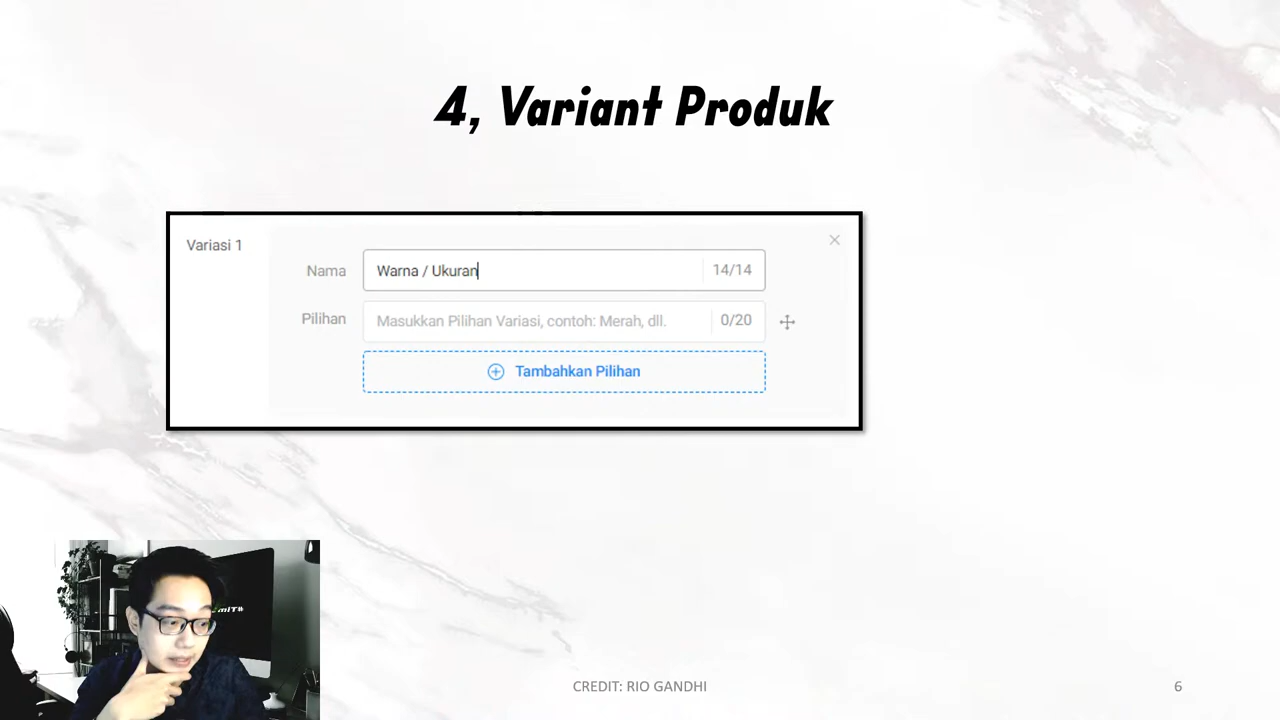 4, Variant Produk
Variasi 1
Nama Warna / Ukuran 14/14
Pilihan Masukkan Pilihan Variasi, contoh: Merah, dll. 0/20
Tambahkan Pilihan
CREDIT: RIO GANDHI 6